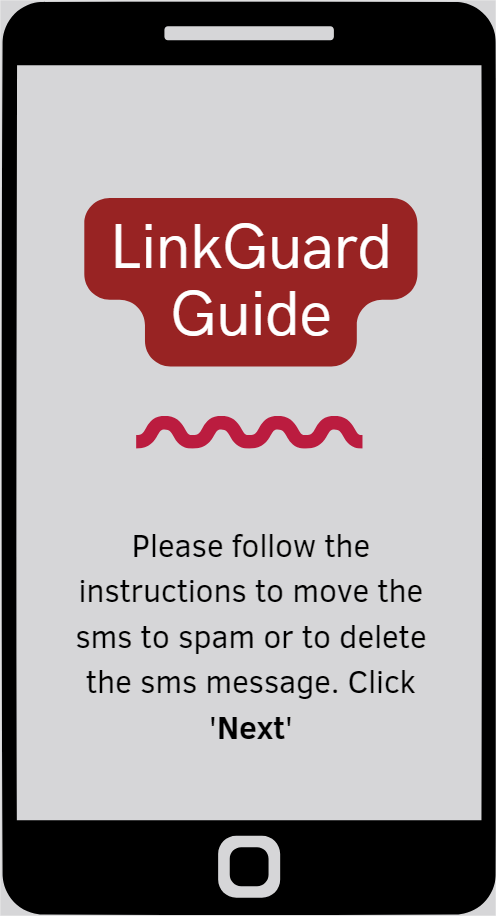 LinkGuard
Guide
Please follow the
instructions to move the
sms to spam or to delete
the sms message. Click
'Next'